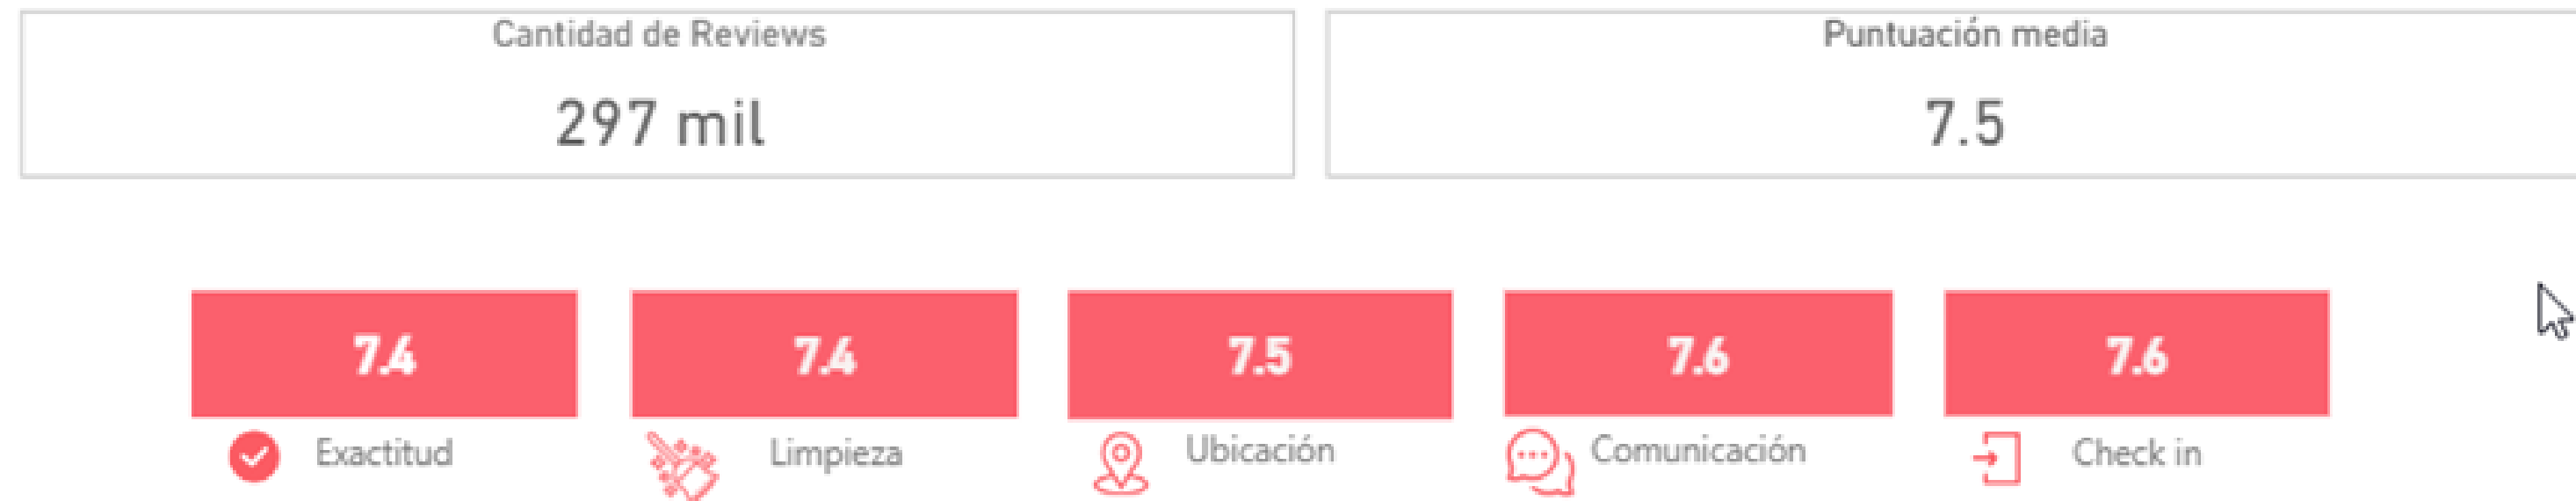 Cantidad de Reviews
297 mil
Puntuación media
7.5
7.4
Exactitud
7.4
Limpieza
7.5
Ubicación
7.6
Comunicación
7.6
Check in